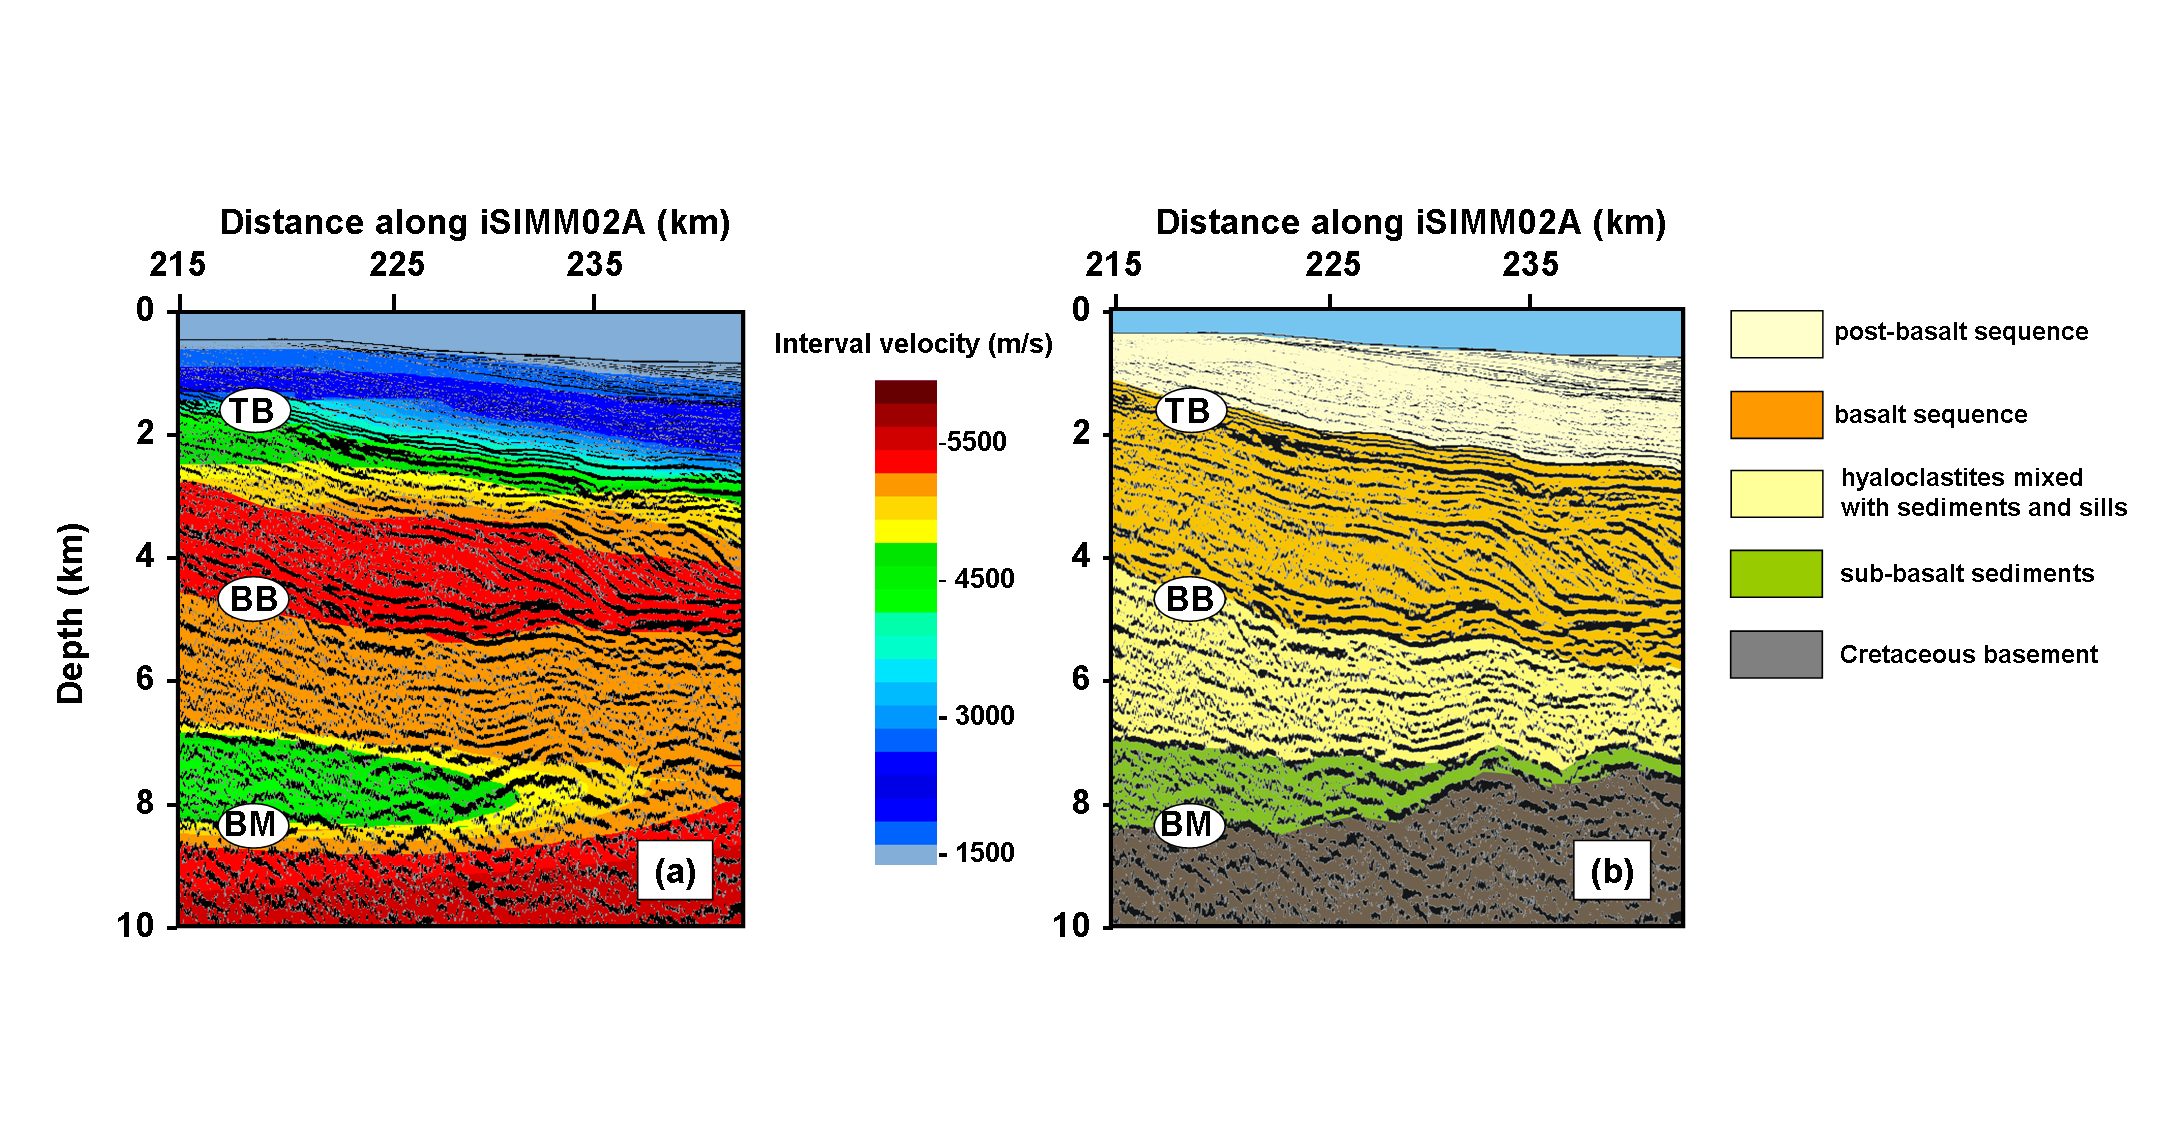 Distance along iSIMM02A (km)
215 225 235
0
2
4
6
8
10
Depth (km)
TB
BB
BM
(a)
Interval velocity (m/s)
-5500
- 4500
- 3000
- 1500
Distance along iSIMM02A (km)
215 225 235
0
2
4
6
8
10
TB
BB
BM
(b)
post-basalt sequence
basalt sequence
hyaloclastites mixed
with sediments and sills
sub-basalt sediments
Cretaceous basement